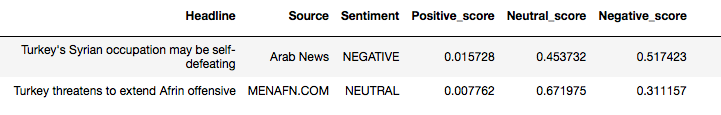 Headline Source Sentiment Positive_score Neutral_score Negative_score
Turkey's Syrian occupation may be self-
defeating Arab News NEGATIVE 0.015728 0.453732 0.517423
Turkey threatens to extend Afrin offensive MENAFN.COM NEUTRAL 0.007762 0.671975 0.311157